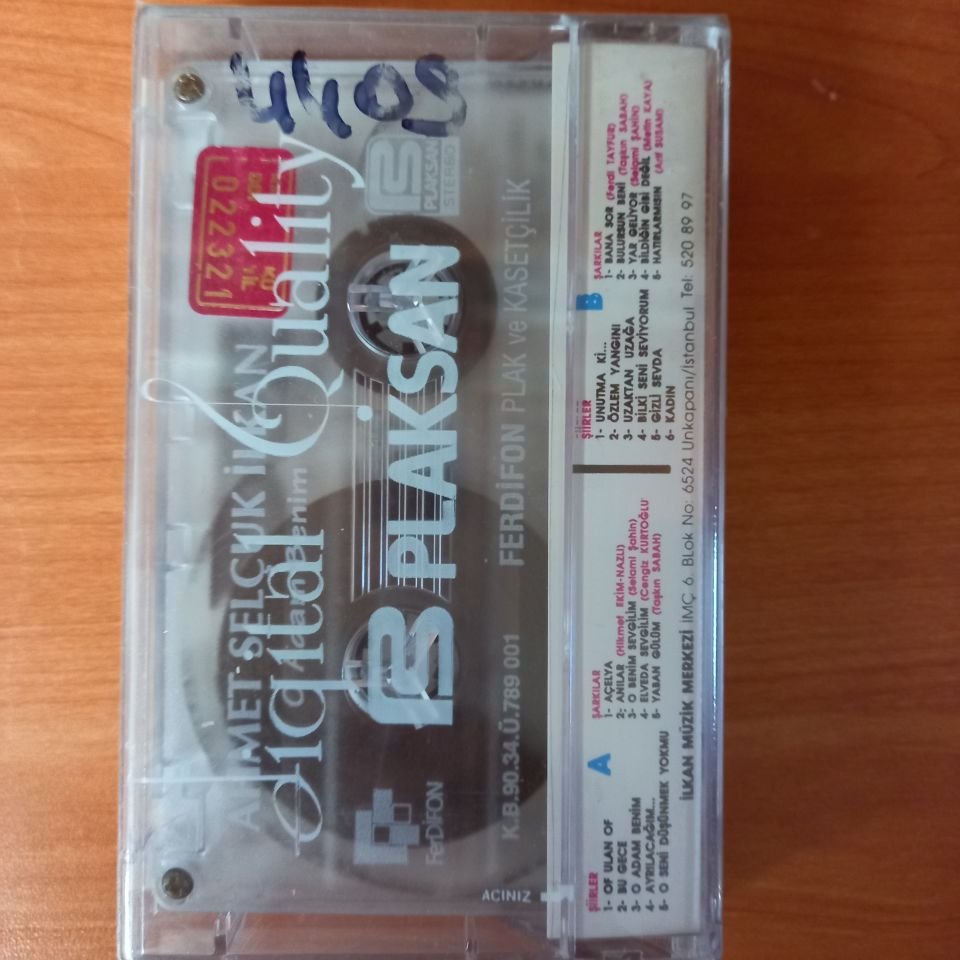 4409
022321
AHMET SELÇUK İLKAN
O Adam Benim
Digital Quality
PLAKSAN
STEREO
PLAKSAN
FERDİFON
K.B.90.34.Ü.789 001
FERDİFON PLAK ve KASETÇİLİK
AÇINIZ
A
ŞİİRLER
1- OF ULAN OF
2- BU GECE
3- O ADAM BENİM
4- AYRILACAĞIM...
5- O SENİ DÜŞÜNMEK YOKMU
ŞARKILAR
1- AÇELYA
2- ANILAR (Hikmet EKİM-NAZLI)
3- O BENİM SEVGİLİM (Selami Şahin)
4- ELVEDA SEVGİLİM (Cengiz KURTOĞLU)
5- YABAN GÜLÜM (Taşkın SABAH)
B
ŞİİRLER
1- UNUTMA Kİ...
2- ÖZLEM YANGINI
3- UZAKTAN UZAĞA
4- BİLKİ SENİ SEVİYORUM
5- GİZLİ SEVDA
6- KADIN
ŞARKILAR
1- BANA SOR (Ferdi TAYFUR)
2- BULURSUN BENİ (Taşkın SABAH)
3- YAR GELİYOR (Selami ŞAHİN)
4- BİLDİĞİN GİBİ DEĞİL (Metin KAYA)
5- HATIRLARMISIN (Arif SUSAM)
İLKAN MÜZİK MERKEZİ İMÇ 6. BLok No: 6524 Unkapanı/İstanbul Tel: 520 89 97